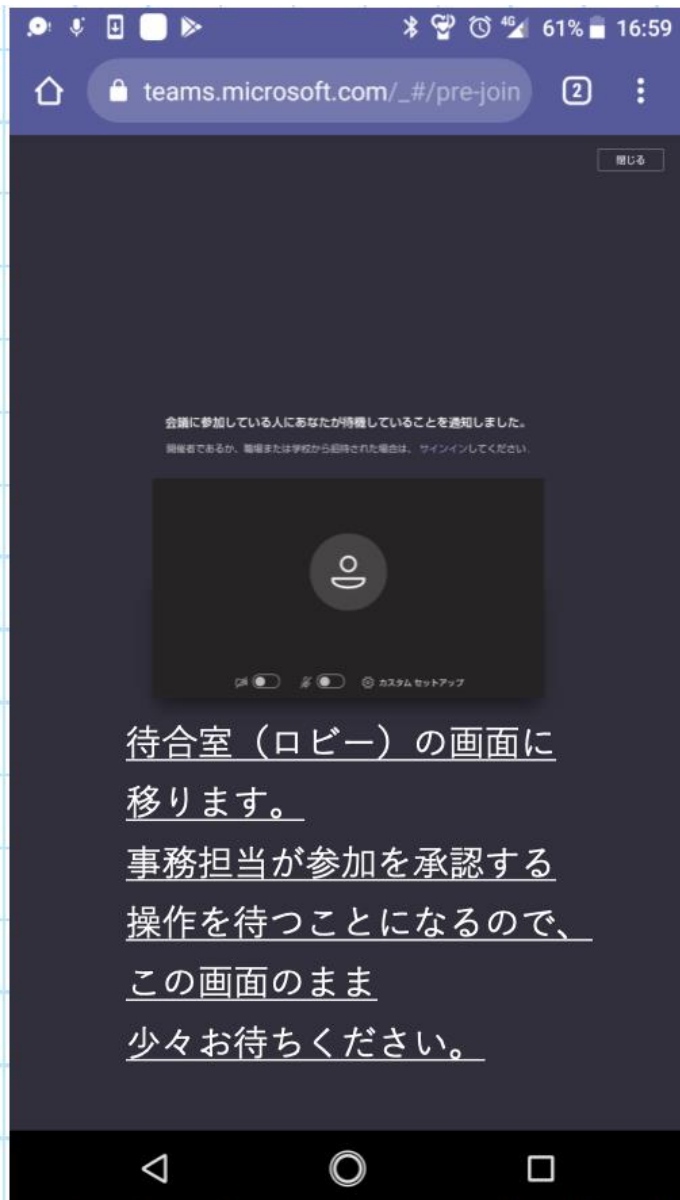 4G 61% 16:59
teams.microsoft.com/_#/pre-join 2
閉じる
会議に参加している人にあなたが待機していることを通知しました。
開催者であるか、職場または学校から招待された場合は、サインインしてください.
カスタム セットアップ
待合室（ロビー）の画面に
移ります。
事務担当が参加を承認する
操作を待つことになるので、
この画面のまま
少々お待ちください。